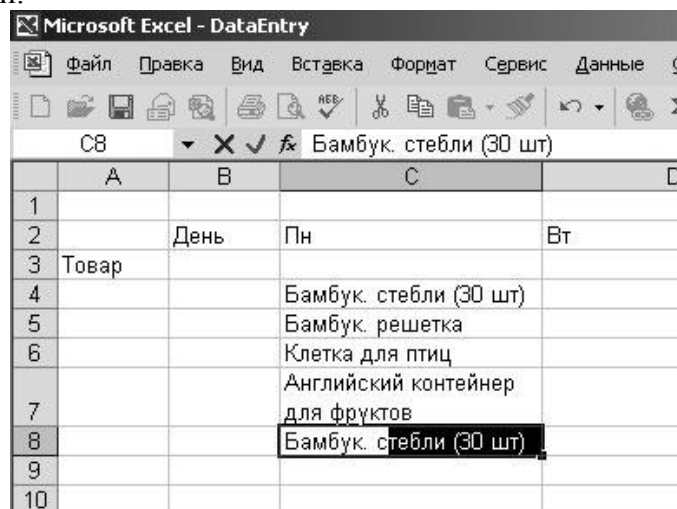 Microsoft Excel - DataEntry
Файл Правка Вид Вставка Формат Сервис Данные
C8 fx Бамбук. стебли (30 шт)
A B C
1
2 День Пн Вт
3 Товар
4 Бамбук. стебли (30 шт)
5 Бамбук. решетка
6 Клетка для птиц
Английский контейнер
7 для фруктов
8 Бамбук. стебли (30 шт)
9
10